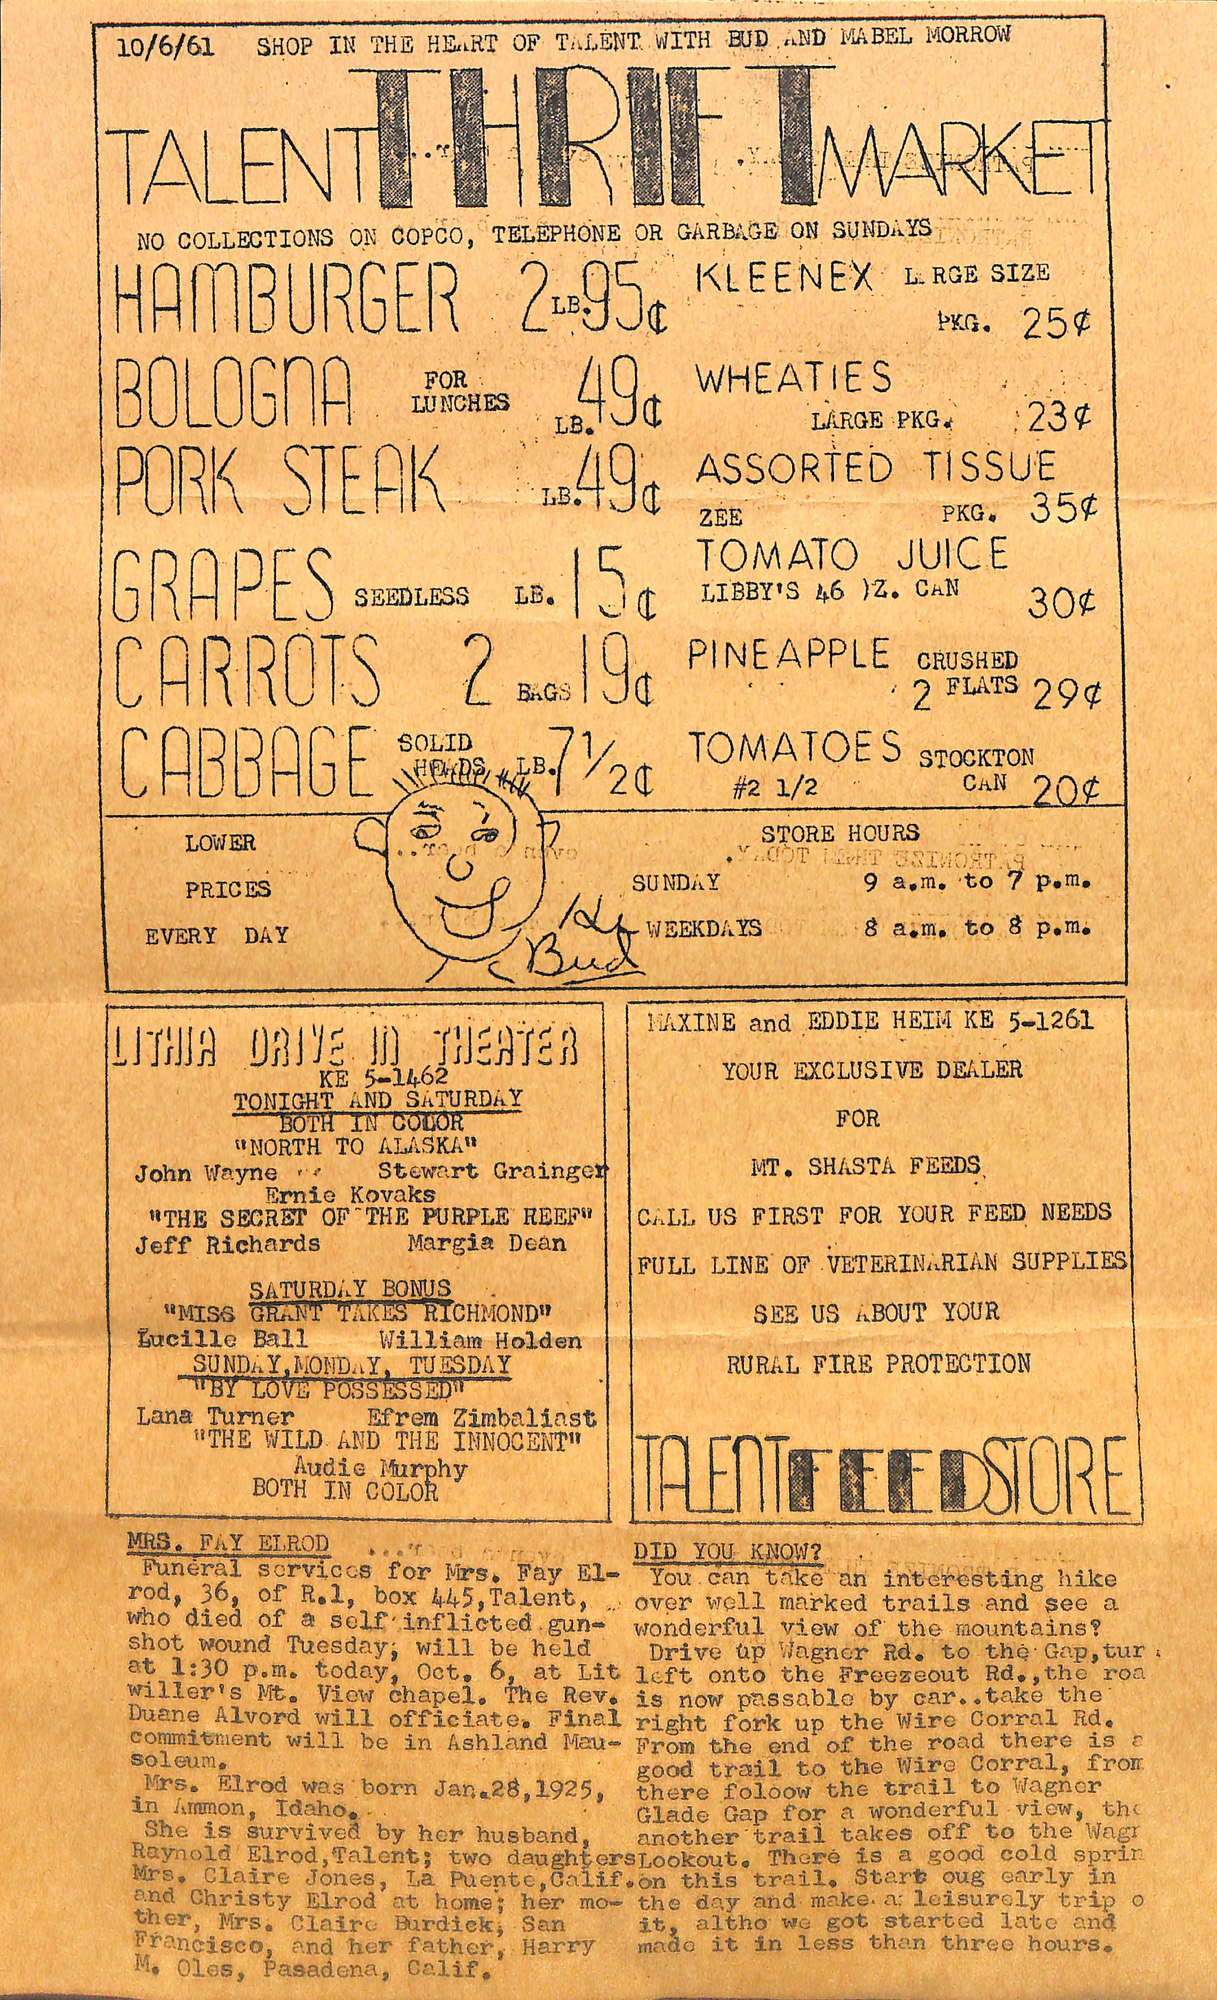 10/6/61 SHOP IN THE HEART OF TALENT WITH BUD AND MABEL MORROW
TALENT THRIFT MARKET
NO COLLECTIONS ON COPCO, TELEPHONE OR GARBAGE ON SUNDAYS
HAMBURGER 2 LB. 95¢
BOLOGNA FOR LUNCHES LB. 49¢
PORK STEAK LB. 49¢
GRAPES SEEDLESS LB. 15¢
CARROTS 2 BAGS 19¢
CABBAGE SOLID HEADS LB. 7 1/2¢
KLEENEX L RGE SIZE
PKG. 25¢
WHEATIES
LARGE PKG. 23¢
ASSORTED TISSUE
ZEE PKG. 35¢
TOMATO JUICE
LIBBY'S 46 )Z. CAN 30¢
PINEAPPLE CRUSHED
2 FLATS 29¢
TOMATOES STOCKTON
#2 1/2 CAN 20¢
LOWER
PRICES
EVERY DAY
Bud
STORE HOURS
SUNDAY 9 a.m. to 7 p.m.
WEEKDAYS 8 a.m. to 8 p.m.
LITHIA DRIVE IN THEATER
KE 5-1462
TONIGHT AND SATURDAY
BOTH IN COLOR
"NORTH TO ALASKA"
John Wayne Stewart Grainger
Ernie Kovaks
"THE SECRET OF THE PURPLE REEF"
Jeff Richards Margia Dean
SATURDAY BONUS
"MISS GRANT TAKES RICHMOND"
Lucille Ball William Holden
SUNDAY, MONDAY, TUESDAY
"BY LOVE POSSESSED"
Lana Turner Efrem Zimbaliast
"THE WILD AND THE INNOCENT"
Audie Murphy
BOTH IN COLOR
MAXINE and EDDIE HEIM KE 5-1261
YOUR EXCLUSIVE DEALER
FOR
MT. SHASTA FEEDS
CALL US FIRST FOR YOUR FEED NEEDS
FULL LINE OF VETERINARIAN SUPPLIES
SEE US ABOUT YOUR
RURAL FIRE PROTECTION
TALENT FEED STORE
MRS. FAY ELROD
Funeral services for Mrs. Fay El-
rod, 36, of R.1, box 445,Talent,
who died of a self inflicted gun-
shot wound Tuesday, will be held
at 1:30 p.m. today, Oct. 6, at Lit
willer's Mt. View chapel. The Rev.
Duane Alvord will officiate. Final
commitment will be in Ashland Mau-
soleum.
Mrs. Elrod was born Jan.28,1925,
in Ammon, Idaho.
She is survived by her husband,
Raynold Elrod,Talent; two daughters
Mrs. Claire Jones, La Puente,Calif.
and Christy Elrod at home; her mo-
ther, Mrs. Claire Burdick, San
Francisco, and her father, Harry
M. Oles, Pasadena, Calif.
DID YOU KNOW?
You can take an interesting hike
over well marked trails and see a
wonderful view of the mountains?
Drive up Wagner Rd. to the Gap,tur
left onto the Freezeout Rd.,the roa
is now passable by car..take the
right fork up the Wire Corral Rd.
From the end of the road there is a
good trail to the Wire Corral, from
there foloow the trail to Wagner
Glade Gap for a wonderful view, the
another trail takes off to the Wagr
Lookout. There is a good cold sprin
on this trail. Start oug early in
the day and make a leisurely trip o
it, altho we got started late and
made it in less than three hours.